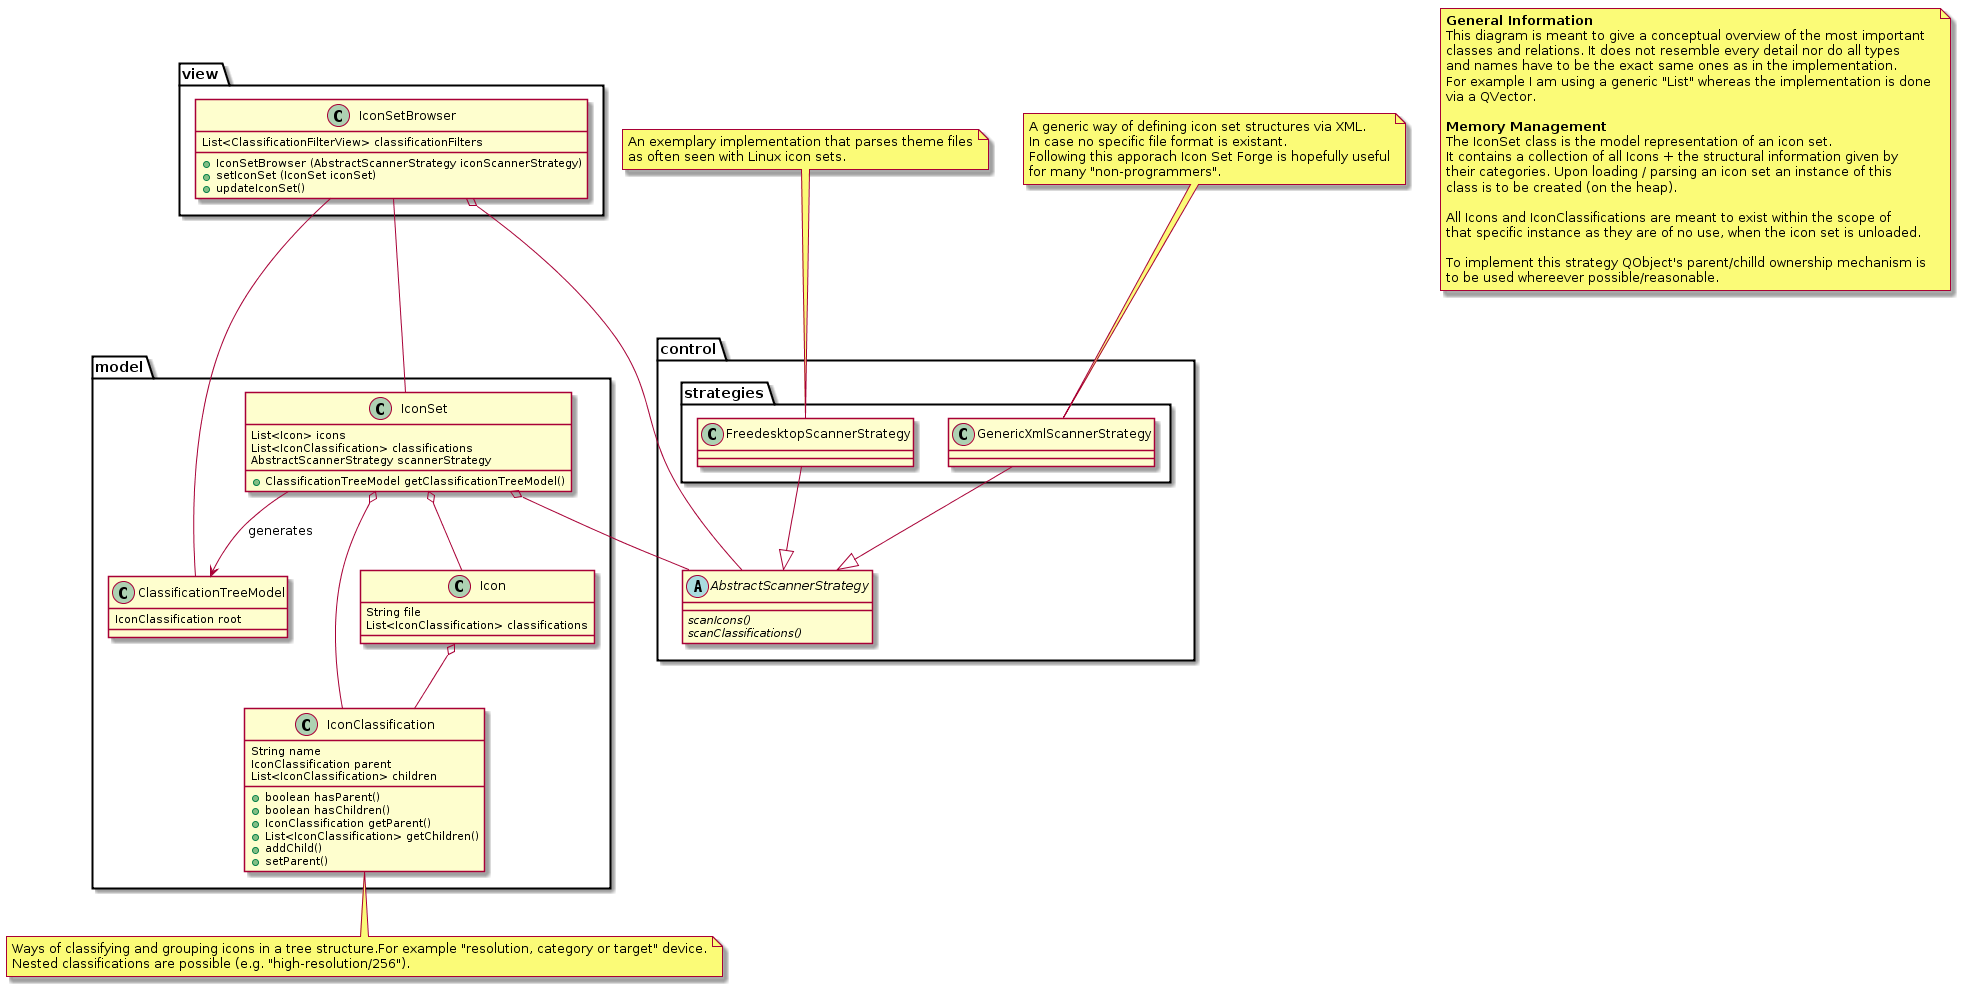 General Information
This diagram is meant to give a conceptual overview of the most important
classes and relations. It does not resemble every detail nor do all types
and names have to be the exact same ones as in the implementation.
For example I am using a generic "List" whereas the implementation is done
via a QVector.
Memory Management
The IconSet class is the model representation of an icon set.
It contains a collection of all Icons + the structural information given by
their categories. Upon loading / parsing an icon set an instance of this
class is to be created (on the heap).
All Icons and IconClassifications are meant to exist within the scope of
that specific instance as they are of no use, when the icon set is unloaded.
To implement this strategy QObject's parent/chilld ownership mechanism is
to be used whereever possible/reasonable.
view
C IconSetBrowser
List<ClassificationFilterView> classificationFilters
IconSetBrowser (AbstractScannerStrategy iconScannerStrategy)
setIconSet (IconSet iconSet)
updateIconSet()
An exemplary implementation that parses theme files
as often seen with Linux icon sets.
A generic way of defining icon set structures via XML.
In case no specific file format is existant.
Following this apporach Icon Set Forge is hopefully useful
for many "non-programmers".
model
C IconSet
List<Icon> icons
List<IconClassification> classifications
AbstractScannerStrategy scannerStrategy
ClassificationTreeModel getClassificationTreeModel()
control
strategies
C FreedesktopScannerStrategy
C GenericXmlScannerStrategy
generates
C ClassificationTreeModel
IconClassification root
C Icon
String file
List<IconClassification> classifications
A AbstractScannerStrategy
scanIcons()
scanClassifications()
C IconClassification
String name
IconClassification parent
List<IconClassification> children
boolean hasParent()
boolean hasChildren()
IconClassification getParent()
List<IconClassification> getChildren()
addChild()
setParent()
Ways of classifying and grouping icons in a tree structure.For example "resolution, category or target" device.
Nested classifications are possible (e.g. "high-resolution/256").